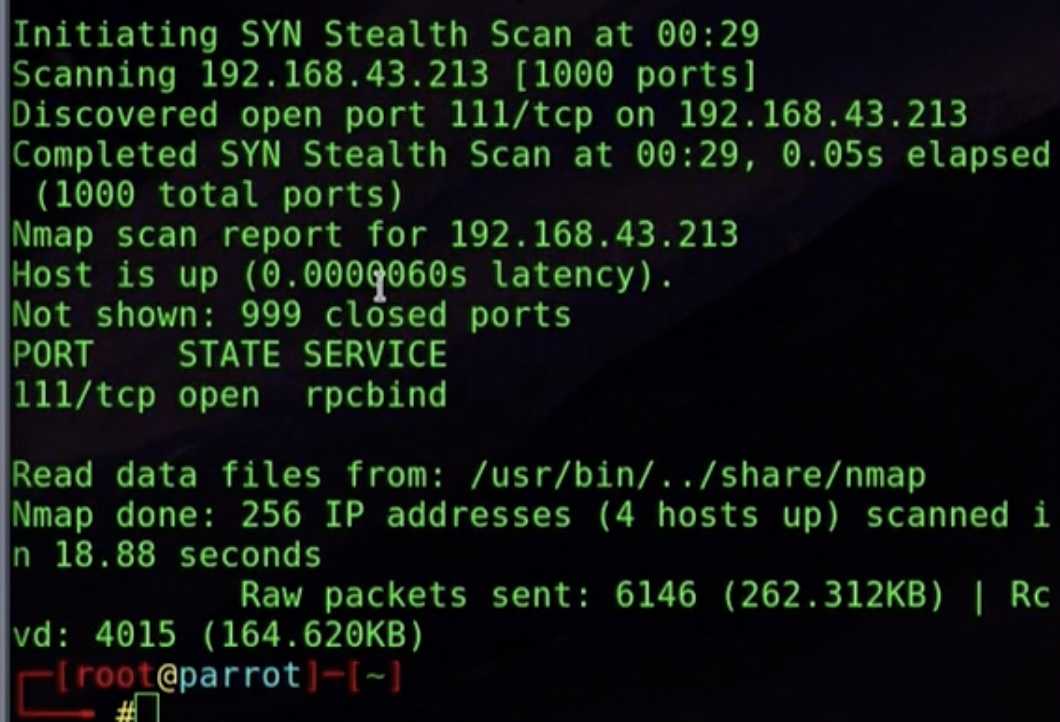 Initiating SYN Stealth Scan at 00:29
Scanning 192.168.43.213 [1000 ports]
Discovered open port 111/tcp on 192.168.43.213
Completed SYN Stealth Scan at 00:29, 0.05s elapsed
 (1000 total ports)
Nmap scan report for 192.168.43.213
Host is up (0.0000060s latency).
Not shown: 999 closed ports
PORT    STATE SERVICE
111/tcp open  rpcbind
Read data files from: /usr/bin/../share/nmap
Nmap done: 256 IP addresses (4 hosts up) scanned i
n 18.88 seconds
           Raw packets sent: 6146 (262.312KB) | Rc
vd: 4015 (164.620KB)
┌─[root@parrot]─[~]
└──╼ #